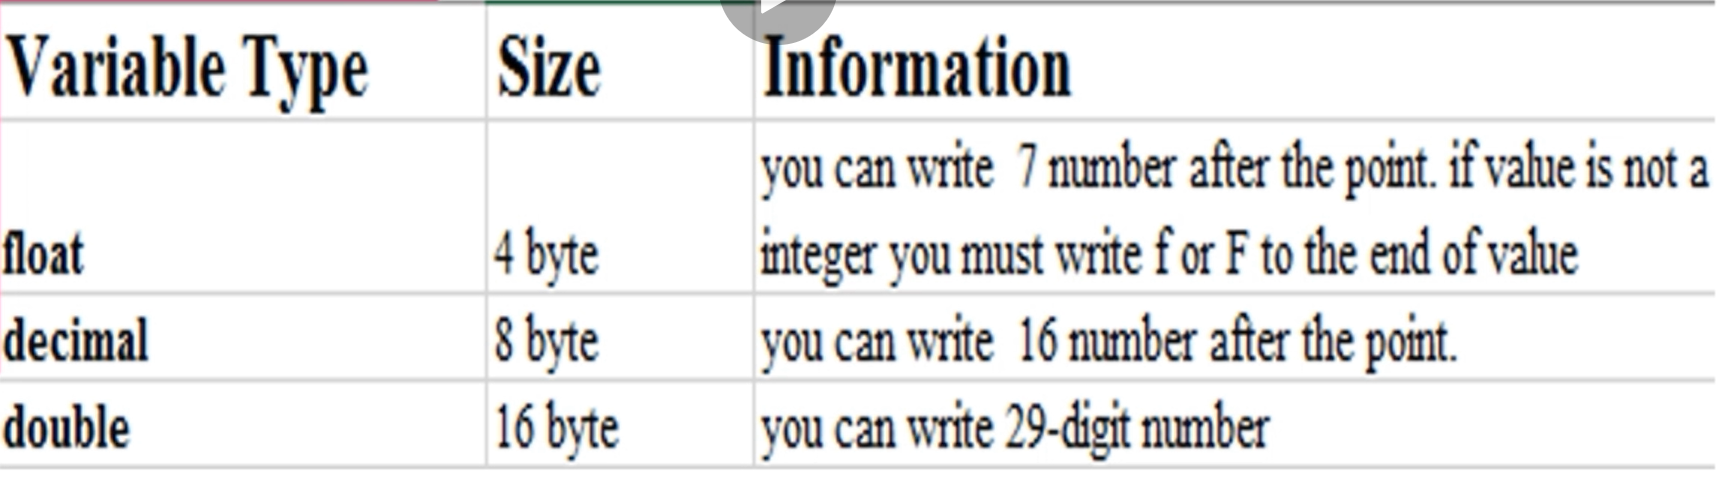 Variable Type Size Information
you can write 7 number after the point. if value is not a
float 4 byte integer you must write f or F to the end of value
decimal 8 byte you can write 16 number after the point.
double 16 byte you can write 29-digit number